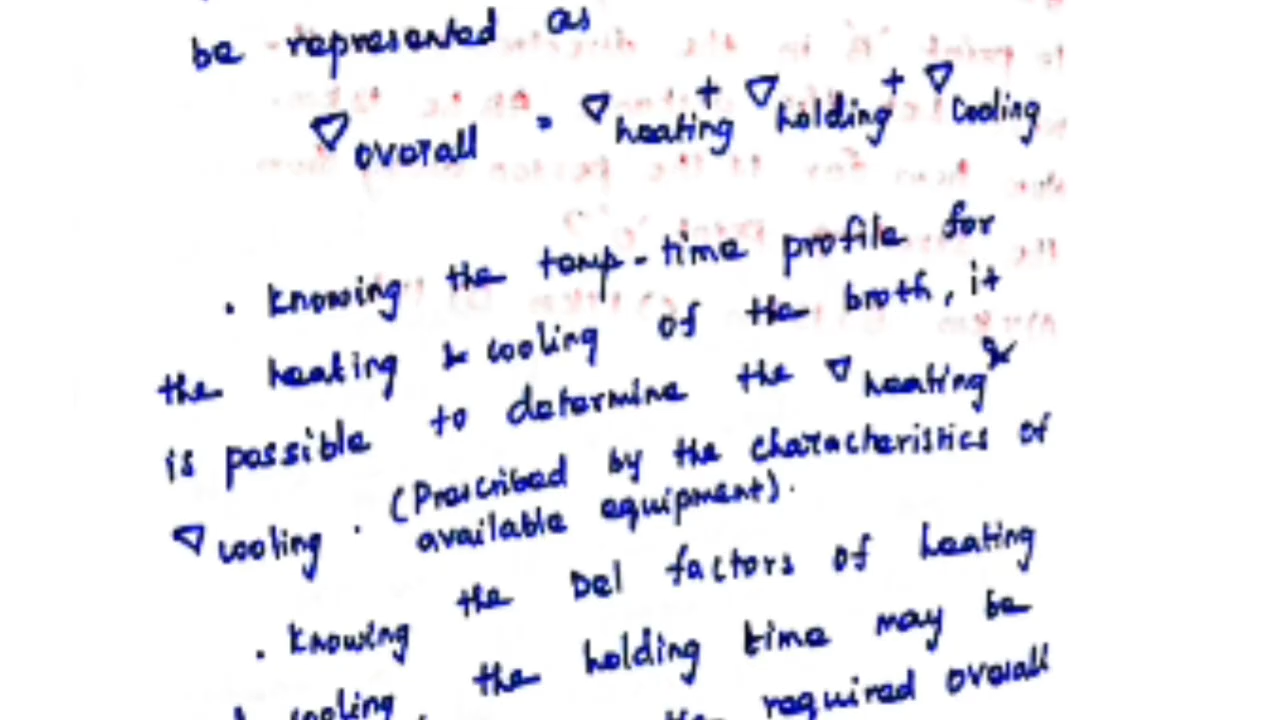 be represented as
∇ overall = ∇ heating + ∇ holding + ∇ cooling
. Knowing the temp-time profile for
the heating & cooling of the broth, it
is possible to determine the ∇ heating &
∇ cooling . (Prescribed by the characteristics of
available equipment).
. Knowing the Del factors of heating
& cooling, the holding time may be
the required overall